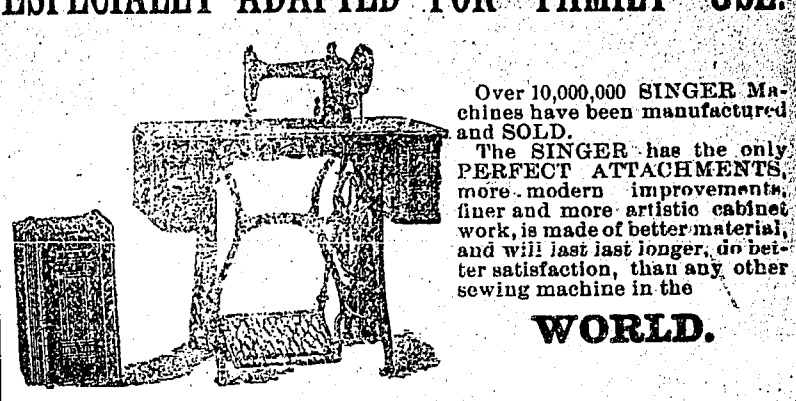 ESPECIALLY ADAPTED FOR FAMILY USE.
Over 10,000,000 SINGER Ma-
chines have been manufactured
and SOLD.
The SINGER has the only
PERFECT ATTACHMENTS,
more modern improvements,
finer and more artistic cabinet
work, is made of better material,
and will last last longer, do bet-
ter satisfaction, than any other
sewing machine in the
WORLD.